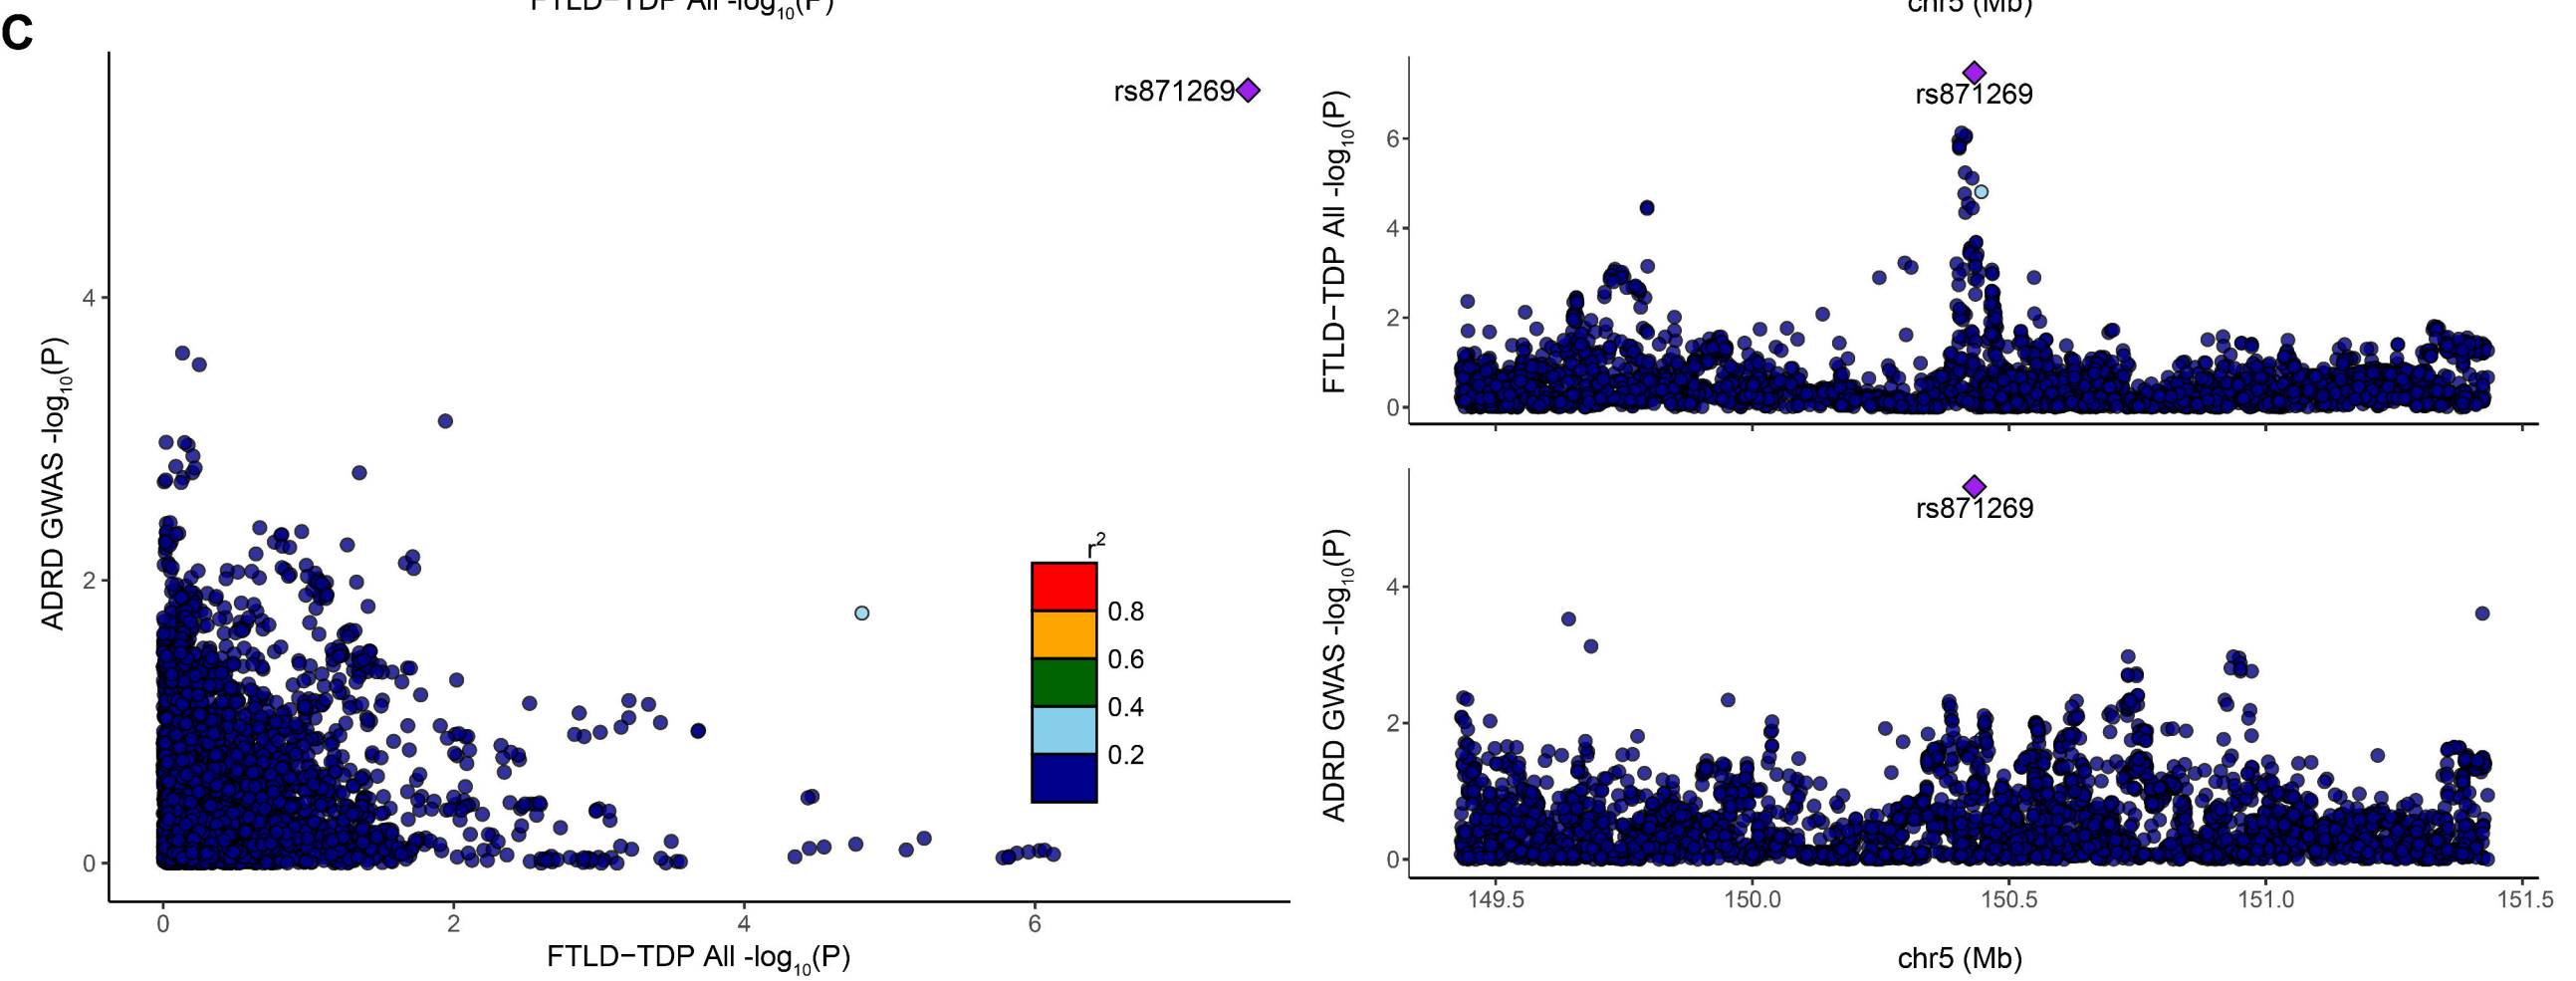 FTLD−TDP All -log10(P)
chr5 (Mb)
C
rs871269
4
2
0
ADRD GWAS -log10(P)
0
2
4
6
FTLD−TDP All -log10(P)
r2
0.8
0.6
0.4
0.2
rs871269
6
4
2
0
FTLD−TDP All -log10(P)
rs871269
4
2
0
ADRD GWAS -log10(P)
149.5
150.0
150.5
151.0
151.5
chr5 (Mb)